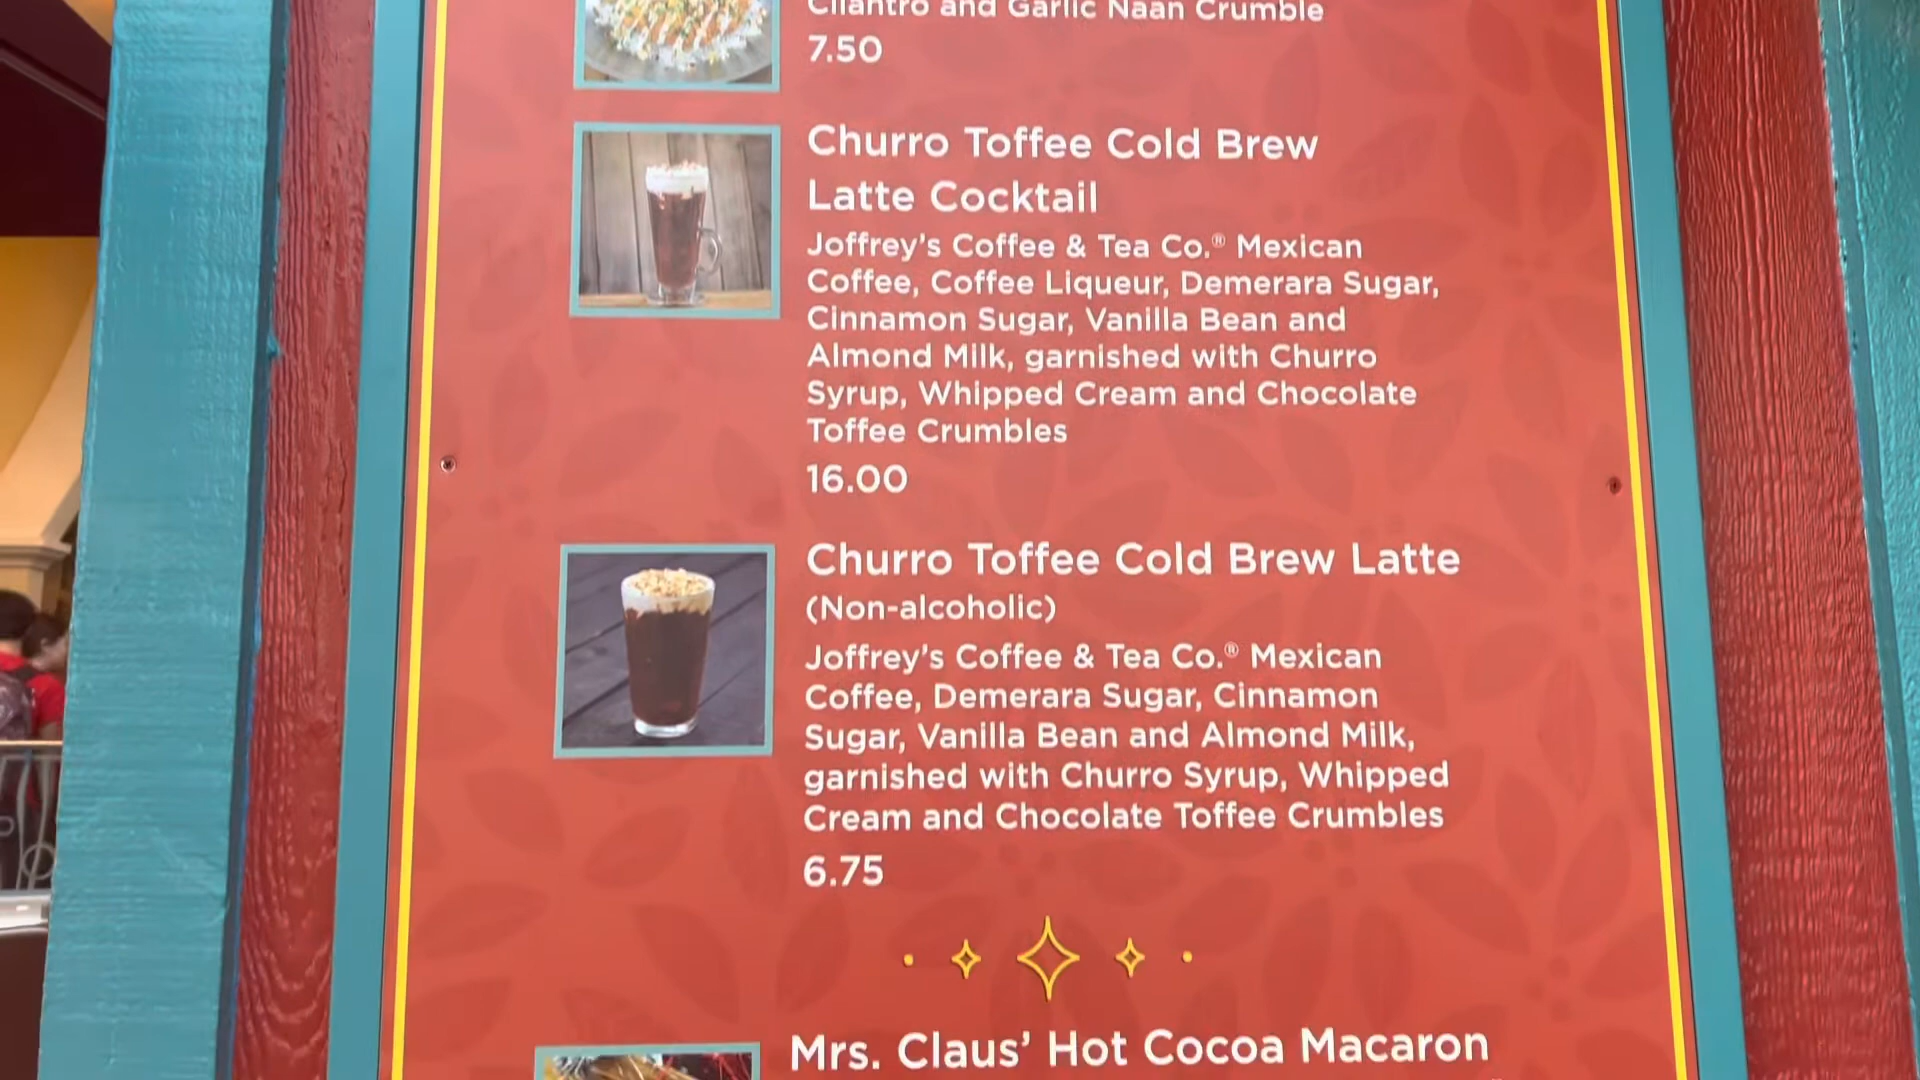 Cilantro and Garlic Naan Crumble
7.50
Churro Toffee Cold Brew
Latte Cocktail
Joffrey's Coffee & Tea Co.® Mexican
Coffee, Coffee Liqueur, Demerara Sugar,
Cinnamon Sugar, Vanilla Bean and
Almond Milk, garnished with Churro
Syrup, Whipped Cream and Chocolate
Toffee Crumbles
16.00
Churro Toffee Cold Brew Latte
(Non-alcoholic)
Joffrey's Coffee & Tea Co.® Mexican
Coffee, Demerara Sugar, Cinnamon
Sugar, Vanilla Bean and Almond Milk,
garnished with Churro Syrup, Whipped
Cream and Chocolate Toffee Crumbles
6.75
Mrs. Claus' Hot Cocoa Macaron